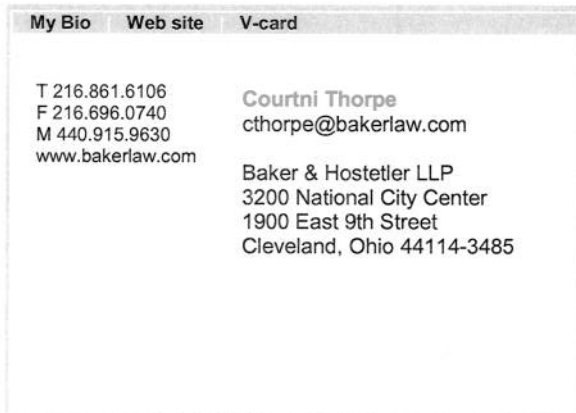 My Bio Web site V-card
T 216.861.6106
F 216.696.0740
M 440.915.9630
www.bakerlaw.com
Courtni Thorpe
cthorpe@bakerlaw.com
Baker & Hostetler LLP
3200 National City Center
1900 East 9th Street
Cleveland, Ohio 44114-3485